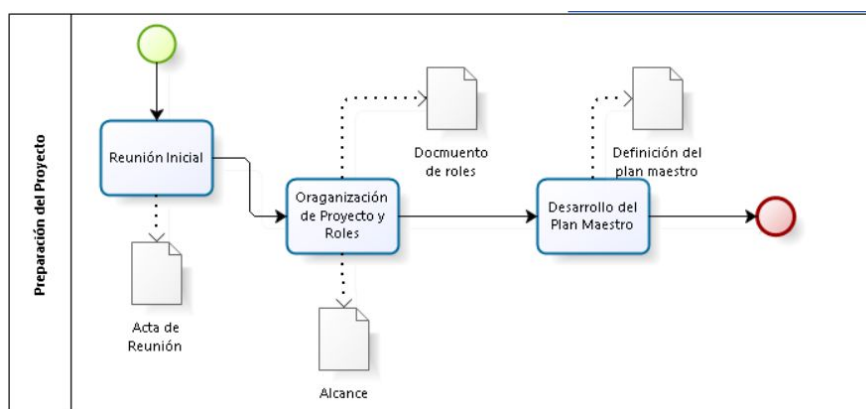 Preparación del Proyecto
Reunión Inicial
Acta de
Reunión
Oraganización
de Proyecto y
Roles
Docmuento
de roles
Alcance
Desarrollo del
Plan Maestro
Definición del
plan maestro